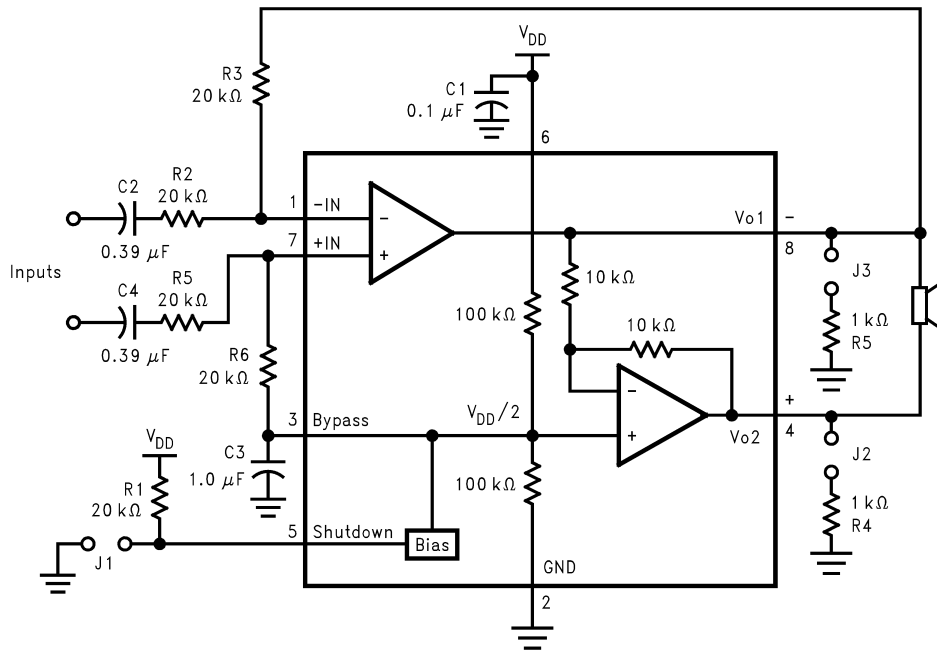 VDD
R3
20 kΩ
C1
0.1 μF
6
C2
R2
20 kΩ
1
-IN
-
Vo1
-
0.39 μF
7
+IN
+
8
Inputs
R5
20 kΩ
10 kΩ
J3
C4
100 kΩ
10 kΩ
1 kΩ
R5
0.39 μF
R6
20 kΩ
-
3
Bypass
VDD/2
+
+
Vo2
4
VDD
C3
1.0 μF
J2
R1
20 kΩ
100 kΩ
1 kΩ
R4
5
Shutdown
Bias
J1
GND
2